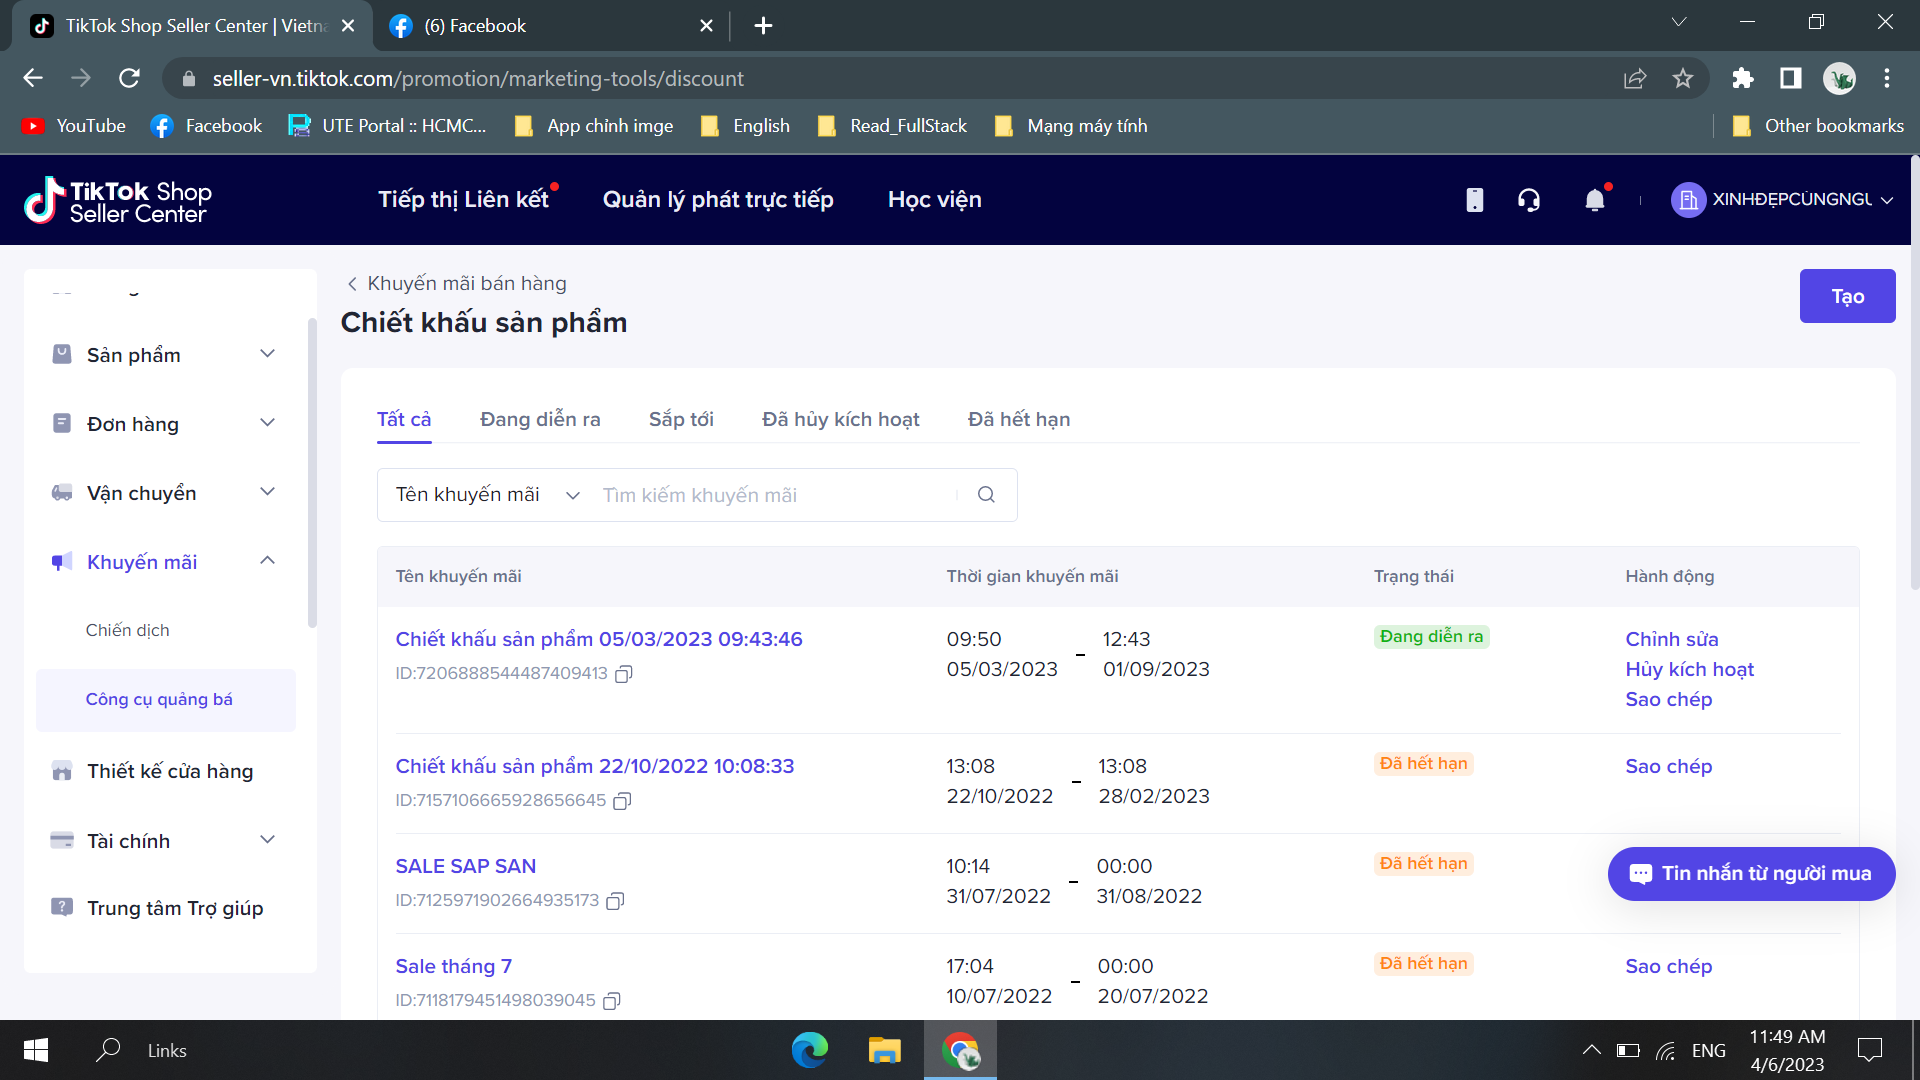 TikTok Shop Seller Center | Vietna
(6) Facebook
seller-vn.tiktok.com/promotion/marketing-tools/discount
YouTube
Facebook
UTE Portal :: HCMC...
App chỉnh imge
English
Read_FullStack
Mạng máy tính
Other bookmarks
TikTok Shop
Seller Center
Tiếp thị Liên kết
Quản lý phát trực tiếp
Học viện
XINHĐẸPCÙNGNGU
Sản phẩm
Đơn hàng
Vận chuyển
Khuyến mãi
Chiến dịch
Công cụ quảng bá
Thiết kế cửa hàng
Tài chính
Trung tâm Trợ giúp
Khuyến mãi bán hàng
Chiết khấu sản phẩm
Tạo
Tất cả
Đang diễn ra
Sắp tới
Đã hủy kích hoạt
Đã hết hạn
Tên khuyến mãi
Tìm kiếm khuyến mãi
Tên khuyến mãi
Thời gian khuyến mãi
Trạng thái
Hành động
Chiết khấu sản phẩm 05/03/2023 09:43:46
ID:7206888544487409413
09:50
05/03/2023
–
12:43
01/09/2023
Đang diễn ra
Chỉnh sửa
Hủy kích hoạt
Sao chép
Chiết khấu sản phẩm 22/10/2022 10:08:33
ID:7157106665928656645
13:08
22/10/2022
–
13:08
28/02/2023
Đã hết hạn
Sao chép
SALE SAP SAN
ID:7125971902664935173
10:14
31/07/2022
–
00:00
31/08/2022
Đã hết hạn
Tin nhắn từ người mua
Sale tháng 7
ID:7118179451498039045
17:04
10/07/2022
–
00:00
20/07/2022
Đã hết hạn
Sao chép
Links
ENG
11:49 AM
4/6/2023